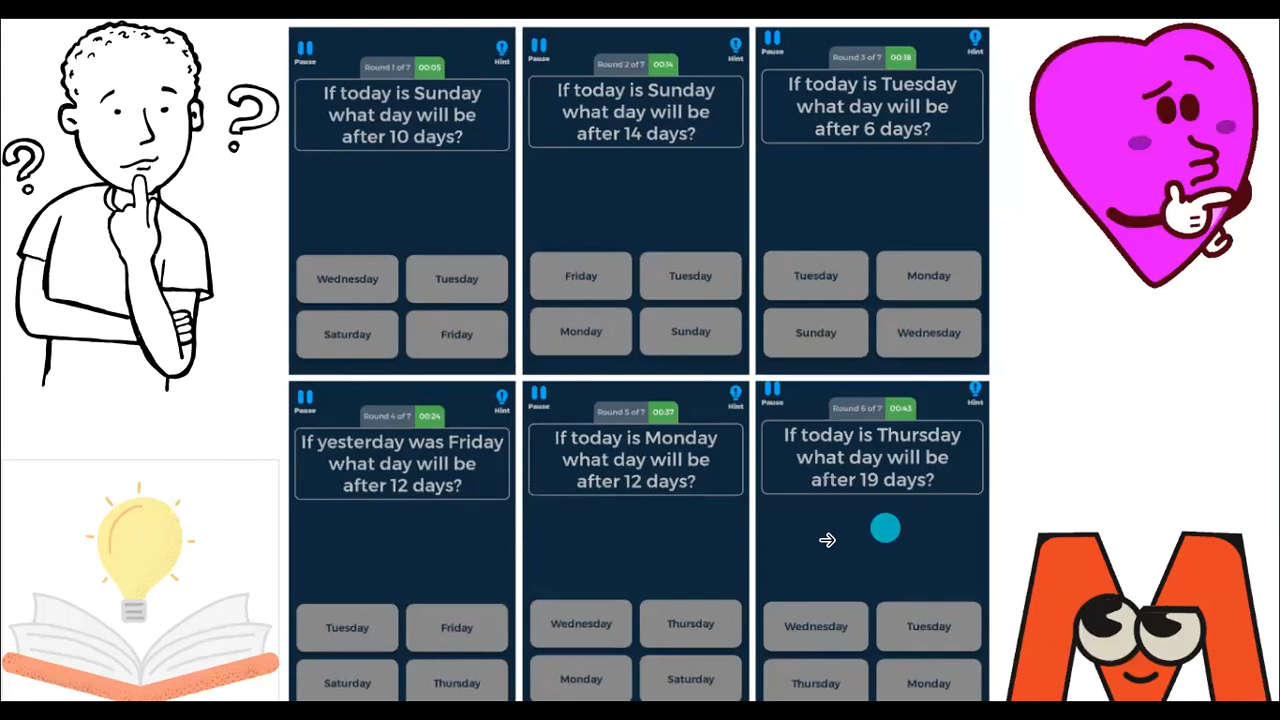 Pause
Hint
Round 1 of 7 00:05
If today is Sunday
what day will be
after 10 days?
Wednesday
Tuesday
Saturday
Friday
Pause
Hint
Round 2 of 7 00:14
If today is Sunday
what day will be
after 14 days?
Friday
Tuesday
Monday
Sunday
Pause
Hint
Round 3 of 7 00:18
If today is Tuesday
what day will be
after 6 days?
Tuesday
Monday
Sunday
Wednesday
Pause
Hint
Round 4 of 7 00:24
If yesterday was Friday
what day will be
after 12 days?
Tuesday
Friday
Saturday
Thursday
Pause
Hint
Round 5 of 7 00:37
If today is Monday
what day will be
after 12 days?
Wednesday
Thursday
Monday
Saturday
Pause
Hint
Round 6 of 7 00:43
If today is Thursday
what day will be
after 19 days?
Wednesday
Tuesday
Thursday
Monday
? ?
M